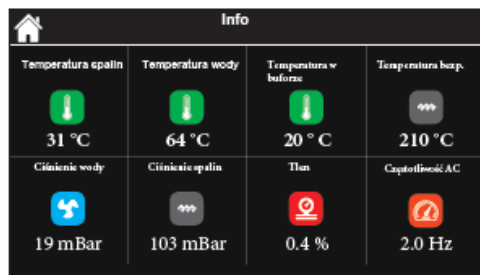 Info
Temperatura spalin
Temperatura wody
Temperatura w
buforze
Temperatura bezp.
31 °C
64 °C
20 ° C
210 °C
Ciśnienie wody
Ciśnienie spalin
Tlen
Częstotliwość AC
19 mBar
103 mBar
0.4 %
2.0 Hz